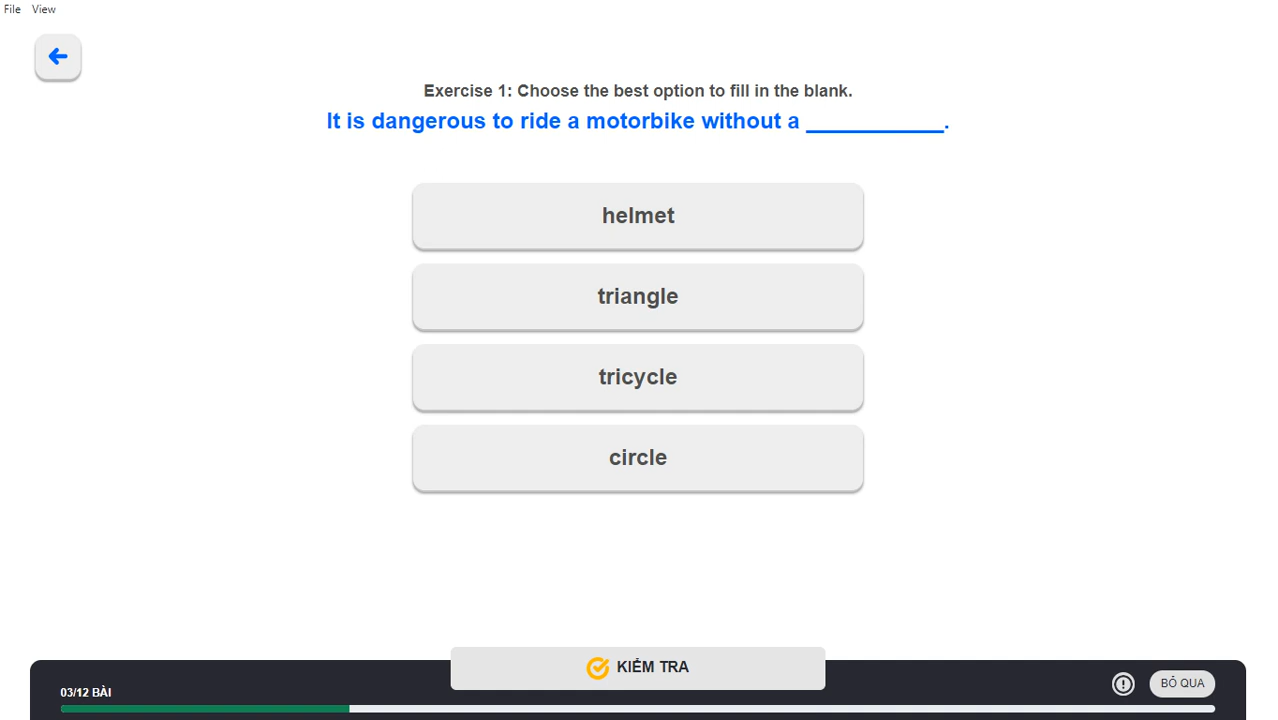 File View
Exercise 1: Choose the best option to fill in the blank.
It is dangerous to ride a motorbike without a ___________.
helmet
triangle
tricycle
circle
KIỂM TRA
03/12 BÀI
BỎ QUA